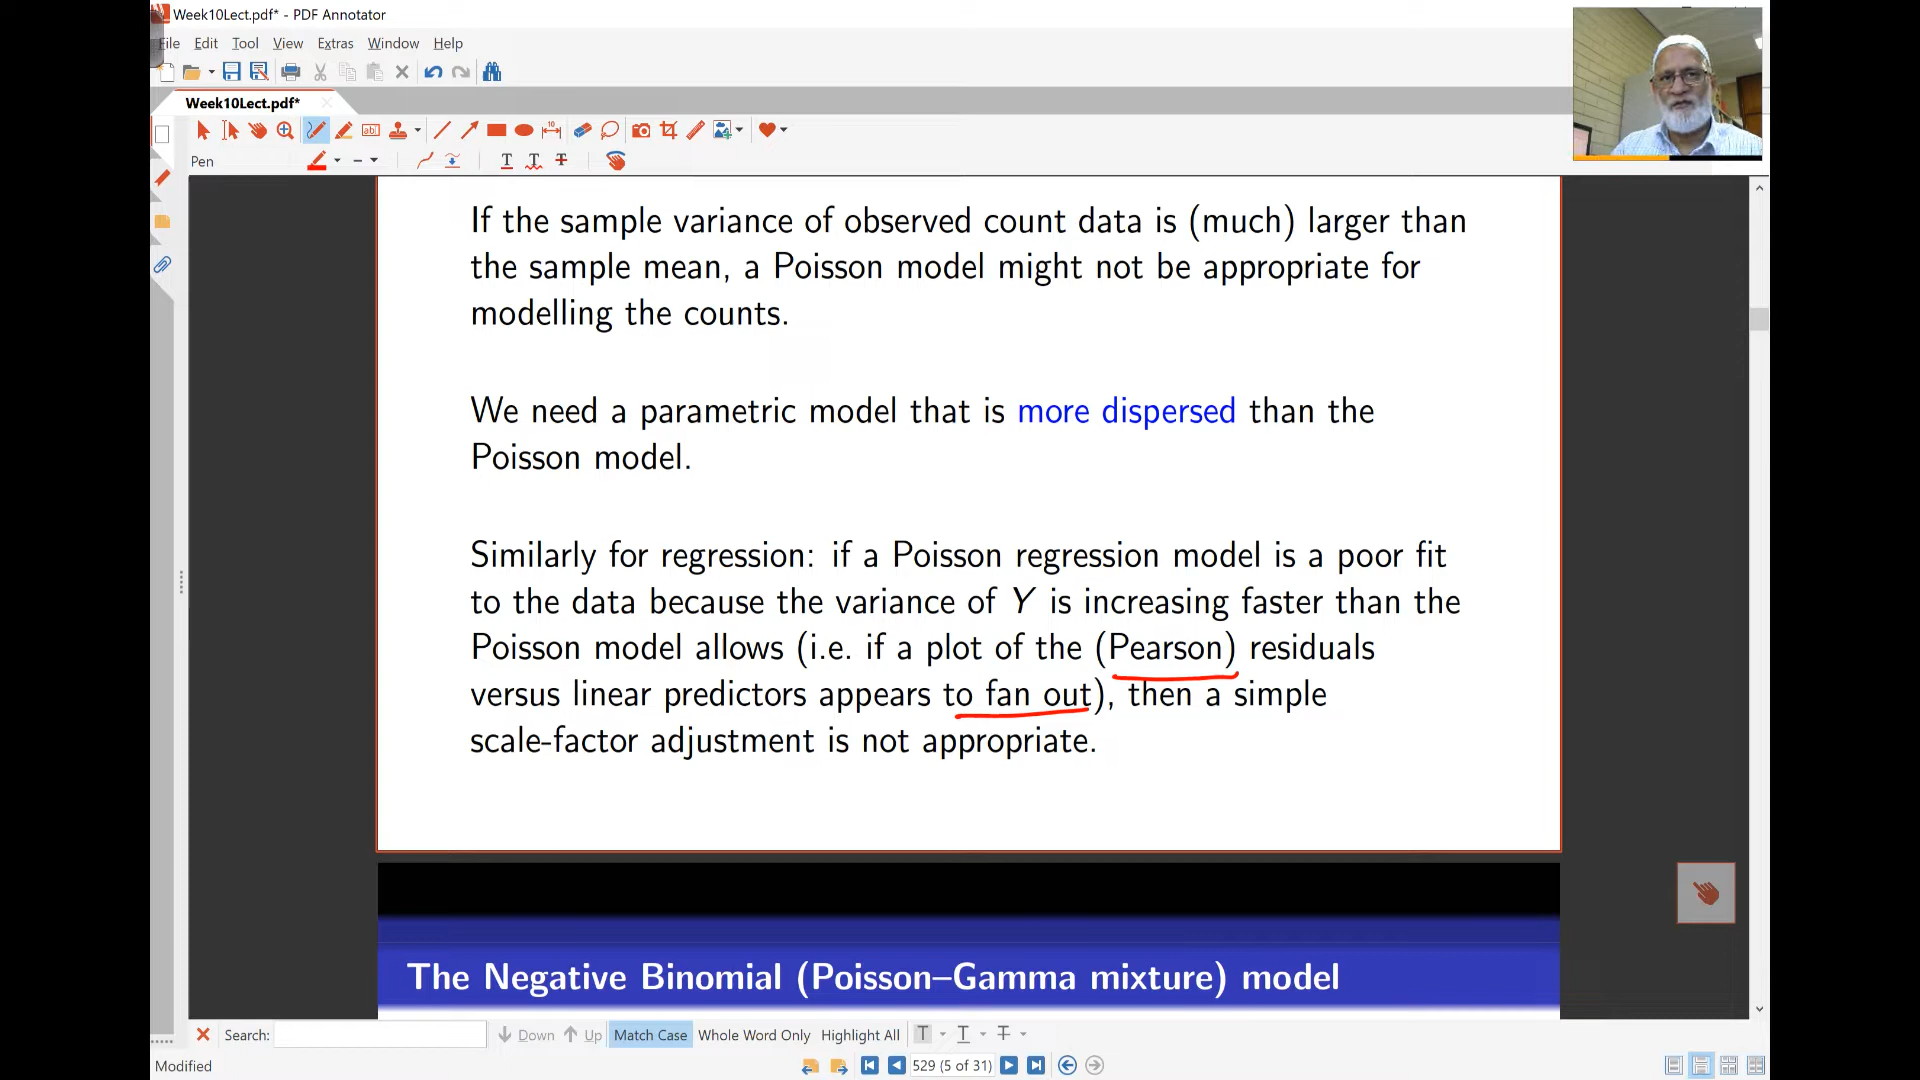 Week10Lect.pdf* - PDF Annotator
File Edit Tool View Extras Window Help
Week10Lect.pdf*
Pen
If the sample variance of observed count data is (much) larger than
the sample mean, a Poisson model might not be appropriate for
modelling the counts.
We need a parametric model that is more dispersed than the
Poisson model.
Similarly for regression: if a Poisson regression model is a poor fit
to the data because the variance of Y is increasing faster than the
Poisson model allows (i.e. if a plot of the (Pearson) residuals
versus linear predictors appears to fan out), then a simple
scale-factor adjustment is not appropriate.
The Negative Binomial (Poisson–Gamma mixture) model
Search: Down Up Match Case Whole Word Only Highlight All T T T
Modified 529 (5 of 31)